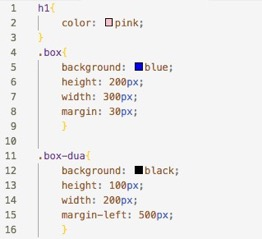 1 h1{
2 color: pink;
3 }
4 .box{
5 background: blue;
6 height: 200px;
7 width: 300px;
8 margin: 30px;
9 }
10
11 .box-dua{
12 background: black;
13 height: 100px;
14 width: 200px;
15 margin-left: 500px;
16 }